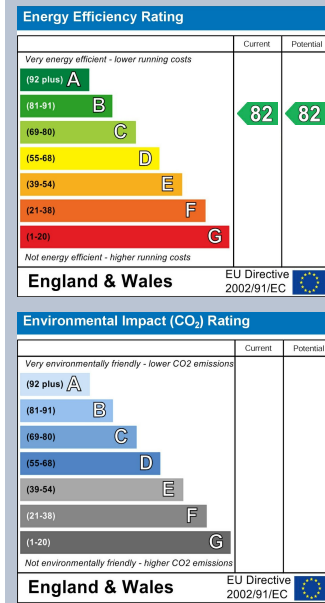 Energy Efficiency Rating
Current Potential
Very energy efficient - lower running costs
(92 plus) A
(81-91) B 82 82
(69-80) C
(55-68) D
(39-54) E
(21-38) F
(1-20) G
Not energy efficient - higher running costs
England & Wales EU Directive 2002/91/EC
Environmental Impact (CO₂) Rating
Current Potential
Very environmentally friendly - lower CO2 emissions
(92 plus) A
(81-91) B
(69-80) C
(55-68) D
(39-54) E
(21-38) F
(1-20) G
Not environmentally friendly - higher CO2 emissions
England & Wales EU Directive 2002/91/EC